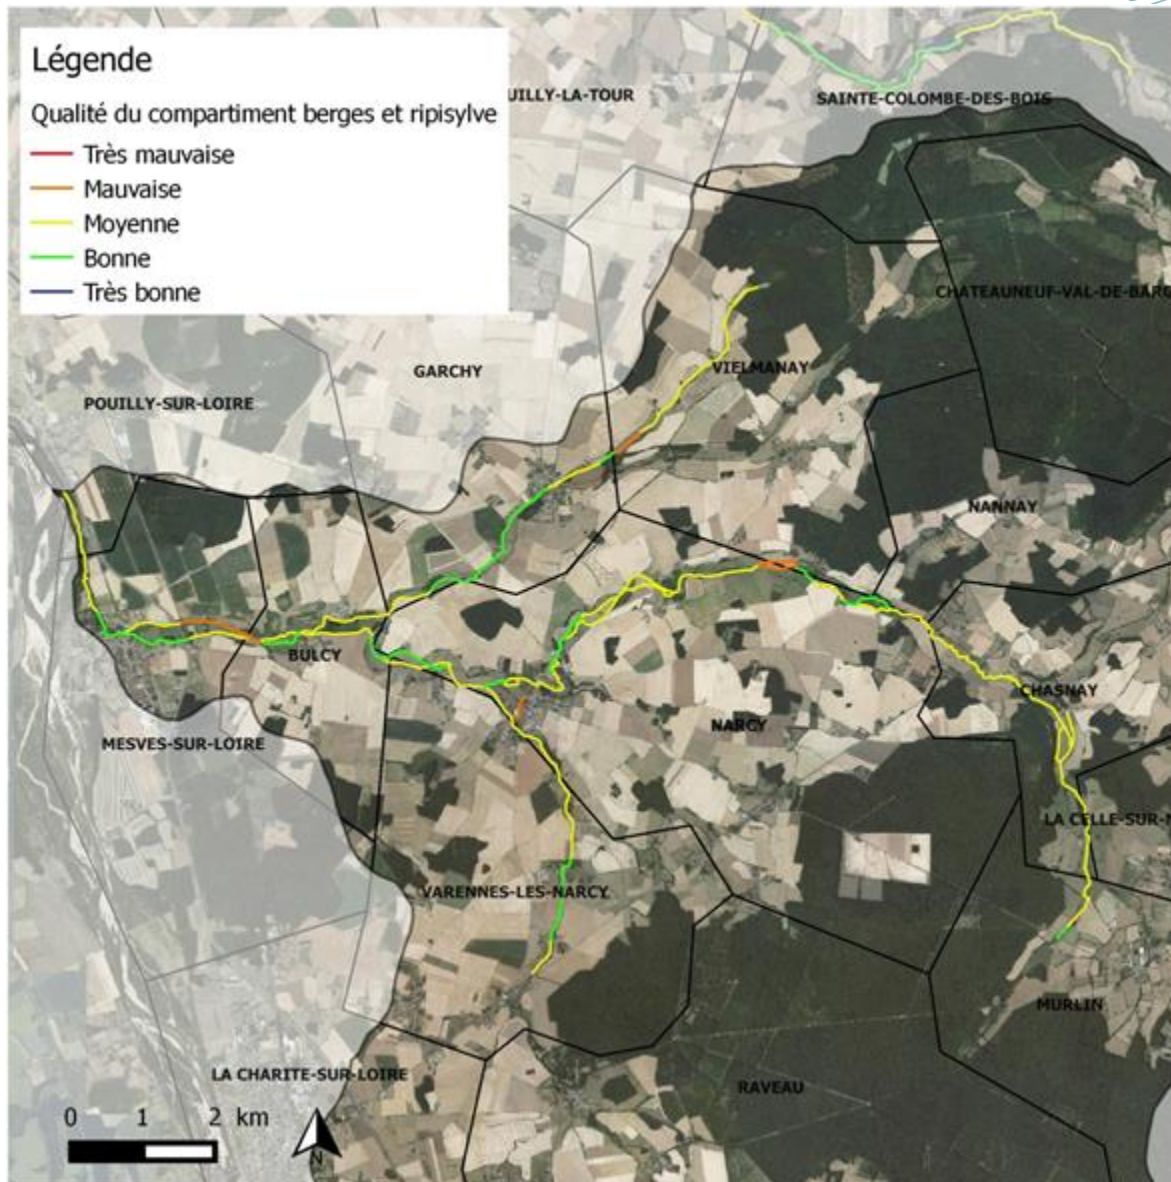 Légende
Qualité du compartiment berges et ripisylve
Très mauvaise
Mauvaise
Moyenne
Bonne
Très bonne
UILLY-LA-TOUR
SAINTE-COLOMBE-DES-BOIS
CHATEAUNEUF-VAL-DE-BARG
GARCHY
VIELMANAY
POUILLY-SUR-LOIRE
NANNAY
BULCY
CHASNAY
NARCY
MESVES-SUR-LOIRE
LA CELLE-SUR-N
VARENNES-LES-NARCY
MURLIN
LA CHARITE-SUR-LOIRE
RAVEAU
0 1 2 km
N